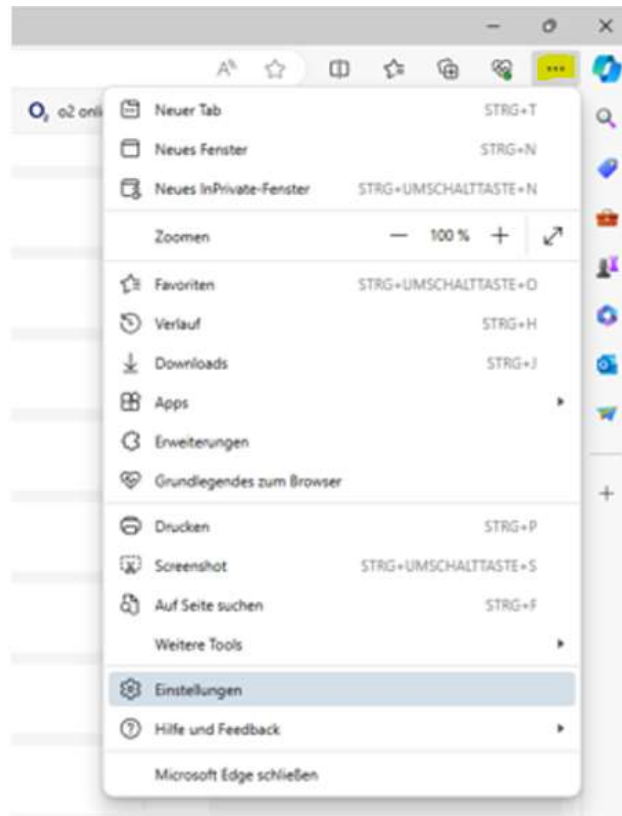 A
O₂ o2 onli
Neuer Tab STRG+T
Neues Fenster STRG+N
Neues InPrivate-Fenster STRG+UMSCHALTTASTE+N
Zoomen — 100 % +
Favoriten STRG+UMSCHALTTASTE+O
Verlauf STRG+H
Downloads STRG+J
Apps
Erweiterungen
Grundlegendes zum Browser
Drucken STRG+P
Screenshot STRG+UMSCHALTTASTE+S
Auf Seite suchen STRG+F
Weitere Tools
Einstellungen
Hilfe und Feedback
Microsoft Edge schließen